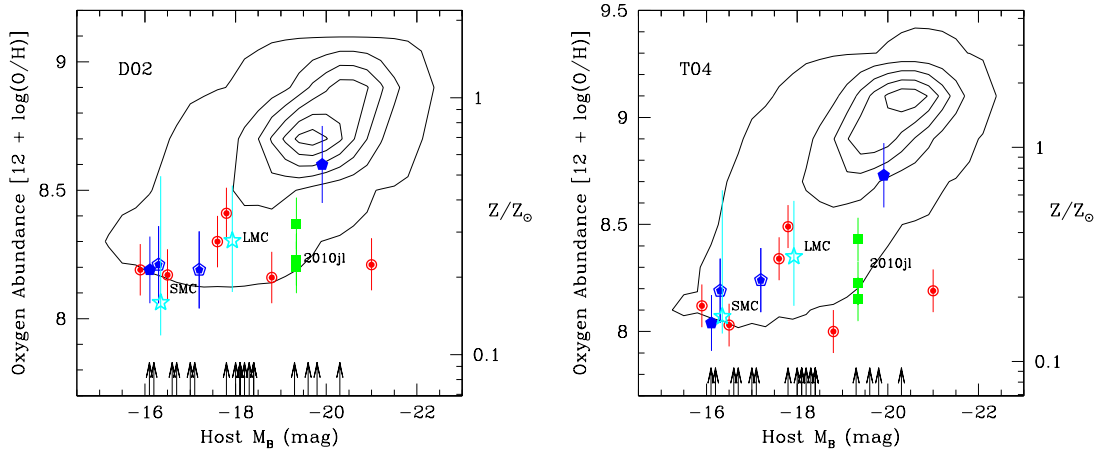 D02
Oxygen Abundance [12 + log(O/H)]
9
8.5
8
1
0.1
Z/Z⊙
LMC
SMC
2010jl
−16
−18
−20
−22
Host M_B (mag)
T04
Oxygen Abundance [12 + log(O/H)]
9.5
9
8.5
8
1
0.1
Z/Z⊙
LMC
SMC
2010jl
−16
−18
−20
−22
Host M_B (mag)